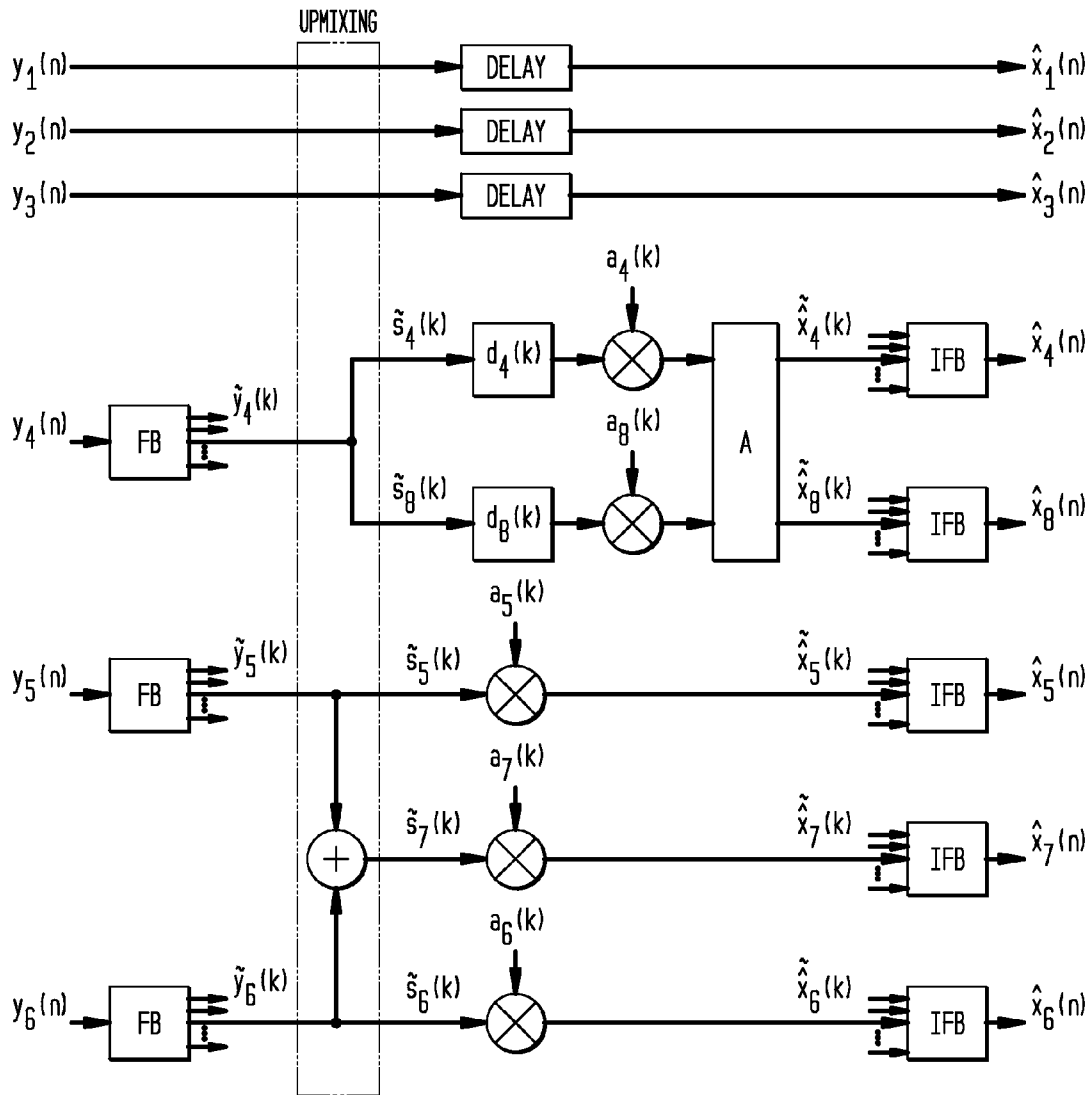 UPMIXING
y₁(n) DELAY x̂₁(n)
y₂(n) DELAY x̂₂(n)
y₃(n) DELAY x̂₃(n)
a₄(k)
s̃₄(k) d₄(k) x̃̂₄(k) IFB x̂₄(n)
y₄(n) FB ỹ₄(k) a₈(k) A
s̃₈(k) d₈(k) x̃̂₈(k) IFB x̂₈(n)
a₅(k)
y₅(n) FB ỹ₅(k) s̃₅(k) x̃̂₅(k) IFB x̂₅(n)
a₇(k)
+ s̃₇(k) x̃̂₇(k) IFB x̂₇(n)
a₆(k)
y₆(n) FB ỹ₆(k) s̃₆(k) x̃̂₆(k) IFB x̂₆(n)